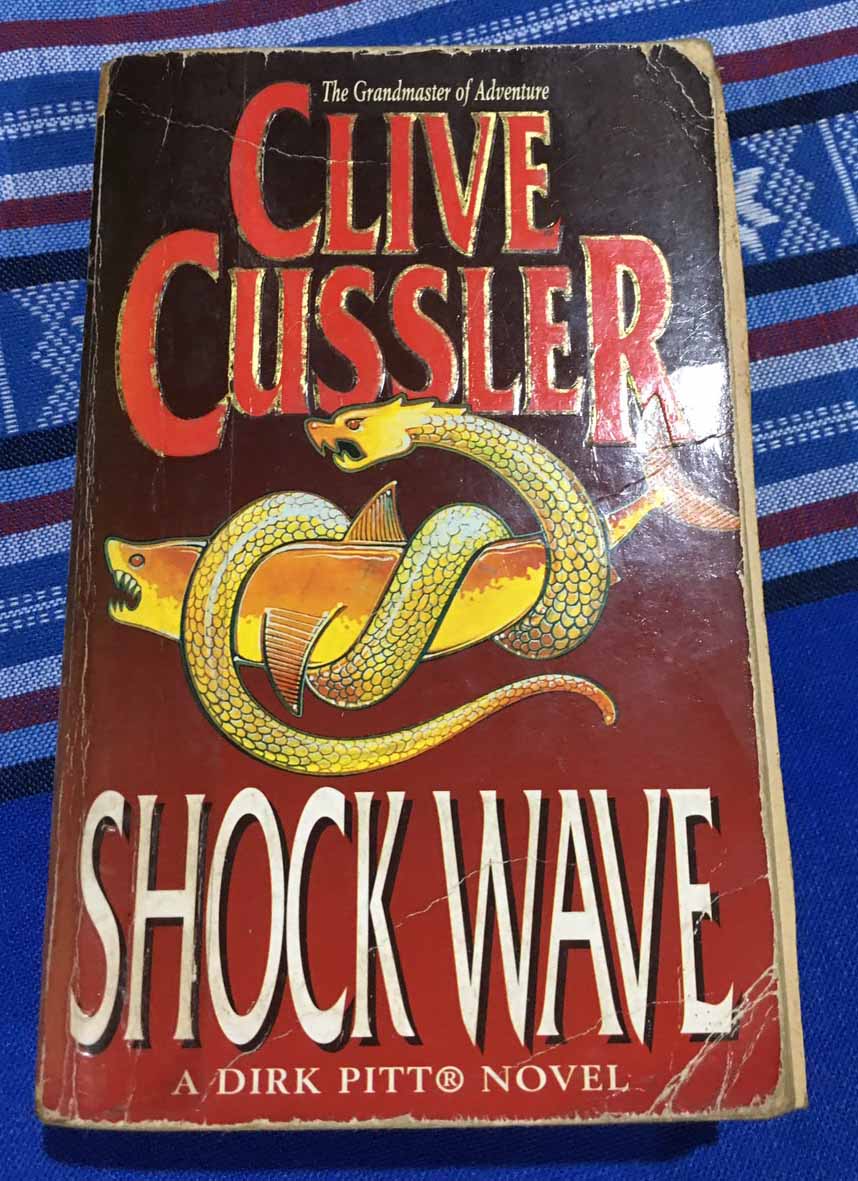 The Grandmaster of Adventure
CLIVE
CUSSLER
SHOCK WAVE
A DIRK PITT® NOVEL